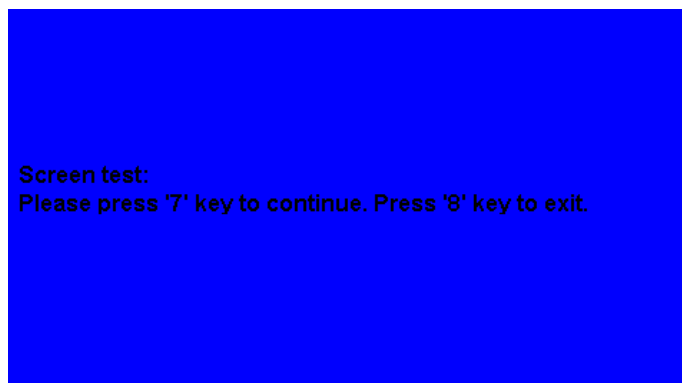 Screen test:
Please press '7' key to continue. Press '8' key to exit.